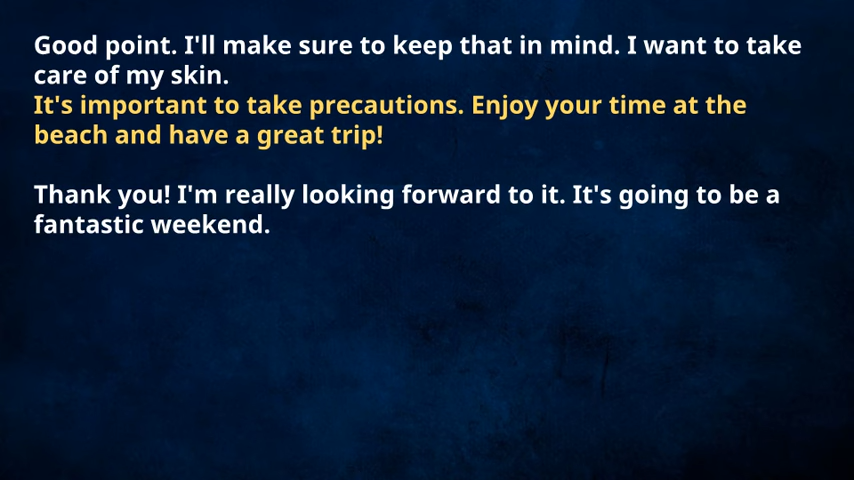 Good point. I'll make sure to keep that in mind. I want to take
care of my skin.
It's important to take precautions. Enjoy your time at the
beach and have a great trip!
Thank you! I'm really looking forward to it. It's going to be a
fantastic weekend.